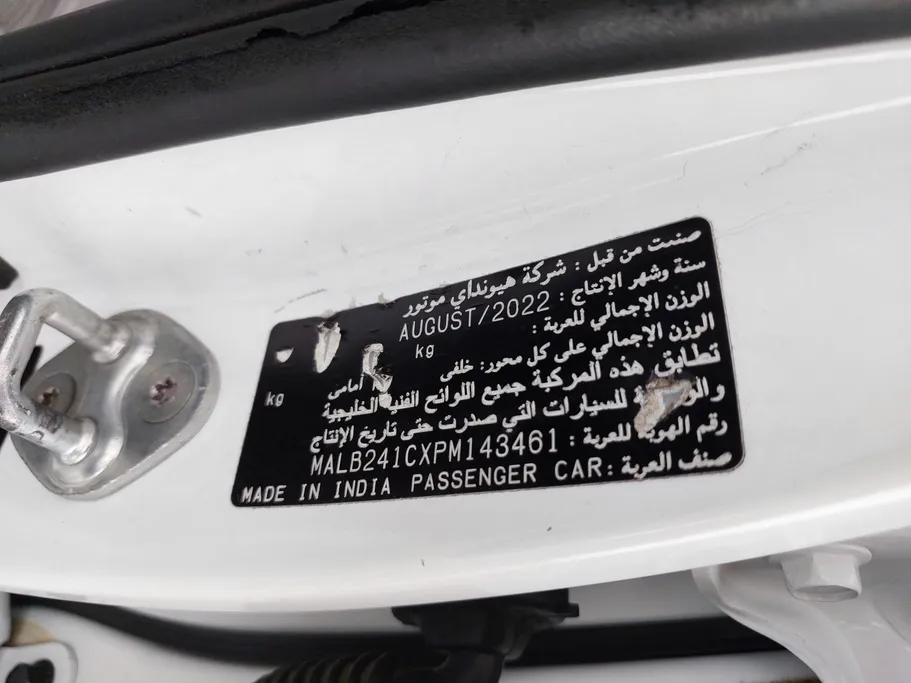 صنعت من قبل : شركة هيونداي موتور
سنة وشهر الإنتاج : AUGUST/2022
الوزن الإجمالي للعربة : kg
الوزن الإجمالي على كل محور: خلفى
أمامى kg
تطابق هذه المركبة جميع اللوائح الفنية الخليجية
للسيارات التي صدرت حتى تاريخ الإنتاج
رقم الهوية للعربة : MALB241CXPM143461
صنف العربة : PASSENGER CAR MADE IN INDIA